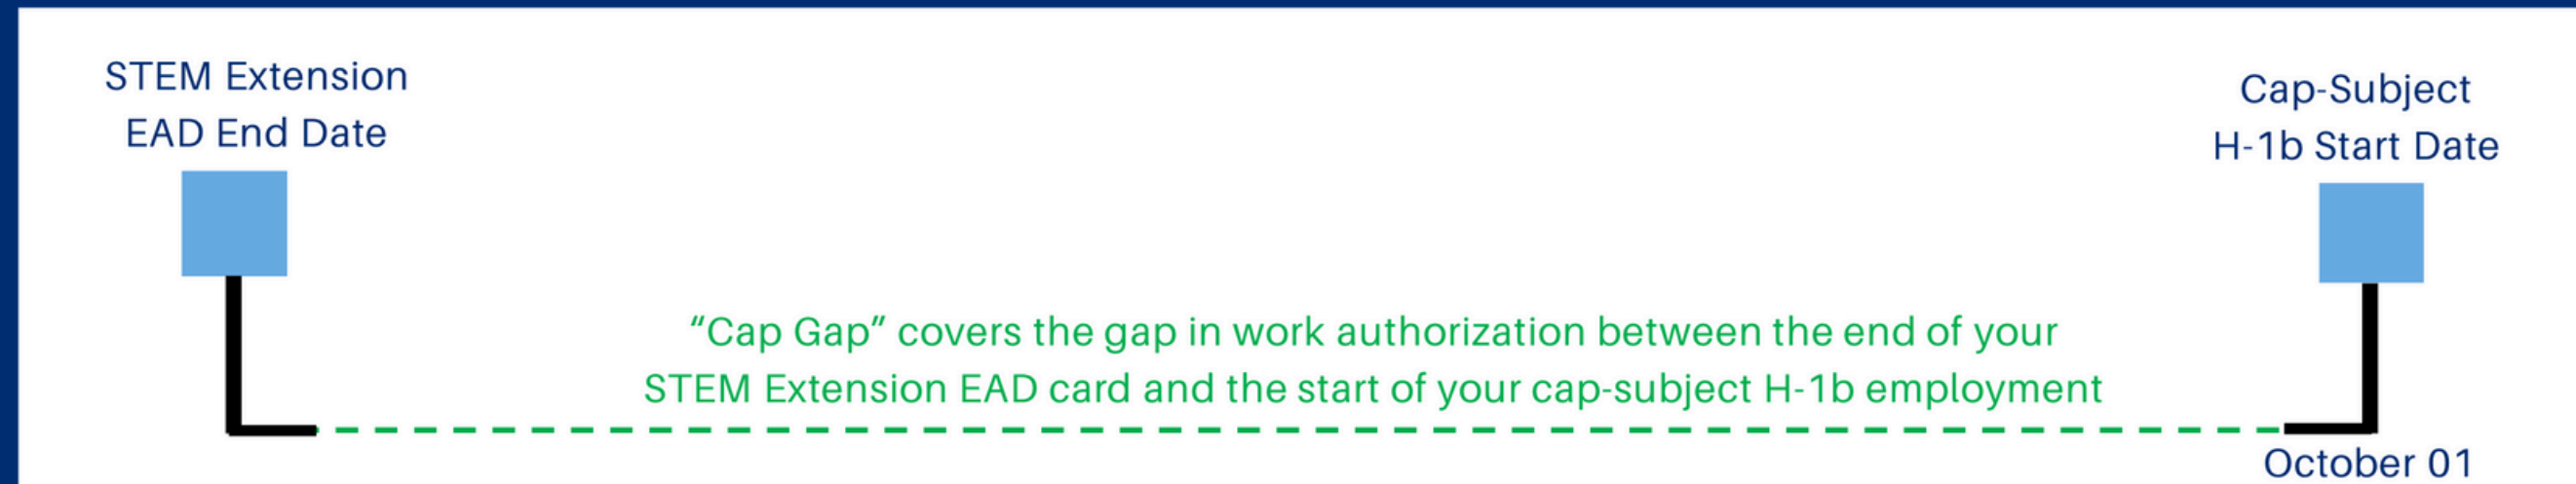 STEM Extension
EAD End Date
Cap-Subject
H-1b Start Date
“Cap Gap” covers the gap in work authorization between the end of your
STEM Extension EAD card and the start of your cap-subject H-1b employment
October 01